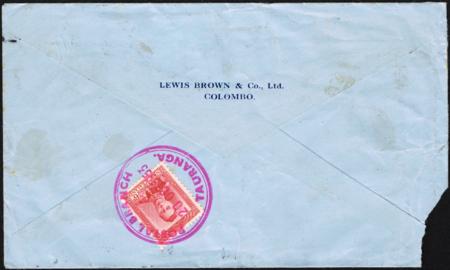 LEWIS BROWN & Co., Ltd.
COLOMBO.
POSTAL BRANCH
TAURANGA.